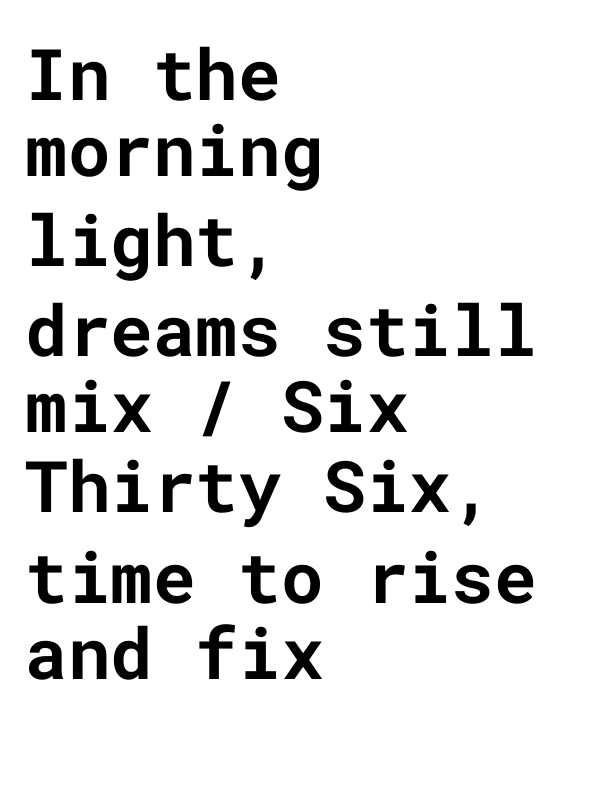 In the
morning
light,
dreams still
mix / Six
Thirty Six,
time to rise
and fix